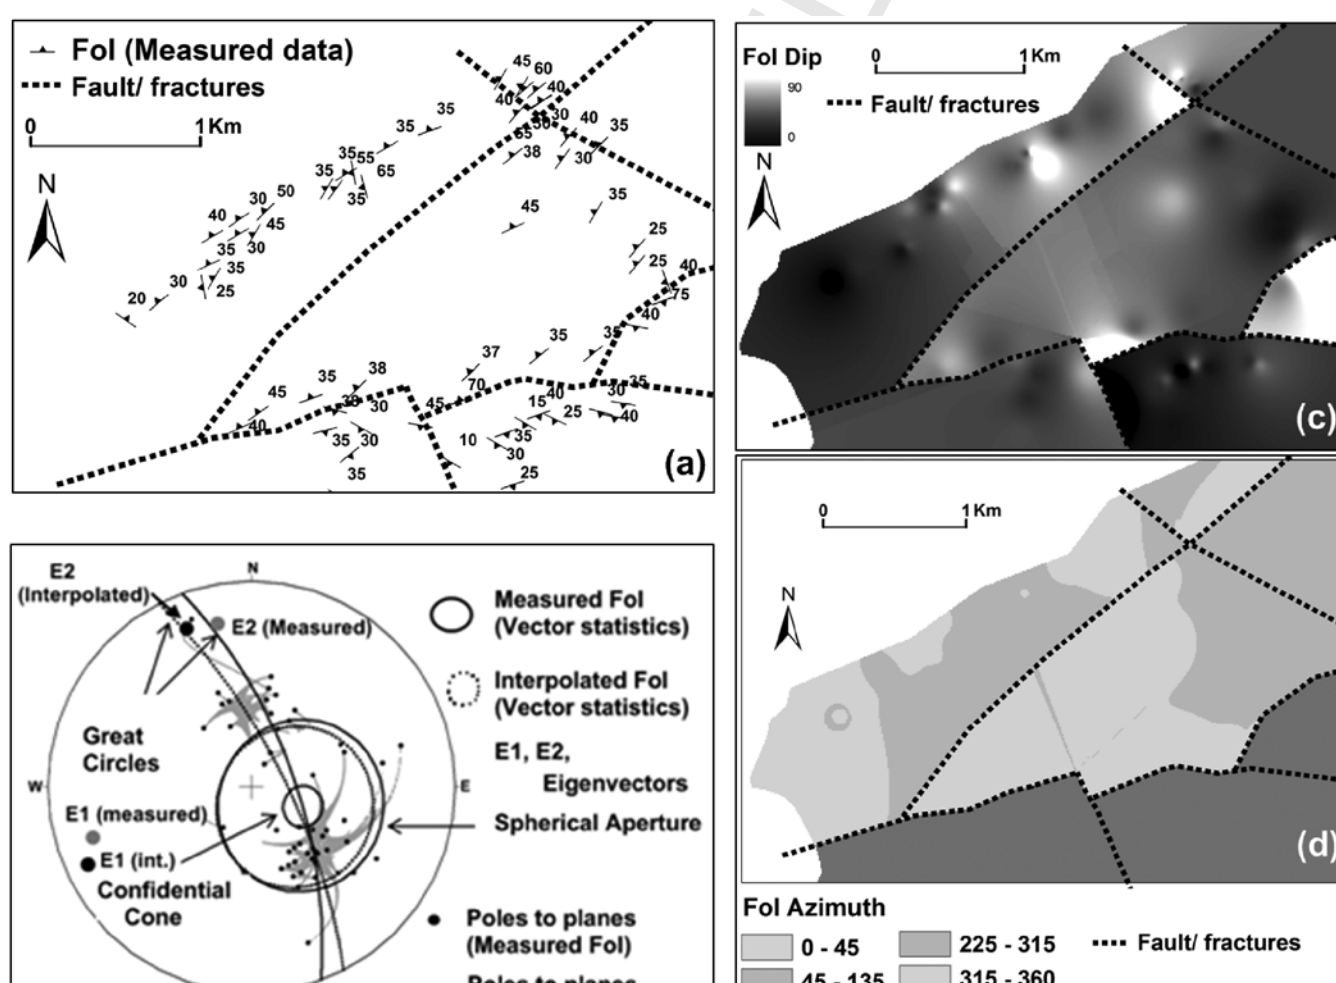 Fol (Measured data)
Fault/ fractures
0 1 Km
N
45
60
40
40
30
40
35
35
35
38
30
35
55
65
35
35
45
35
30
50
40
45
35
30
35
25
30
20
25
25
40
75
40
35
35
37
38
35
45
70
40
35
30
45
38
30
40
15
25
40
35
30
10
35
30
35
25
(a)
Fol Dip
90
0
0 1 Km
Fault/ fractures
N
(c)
E2
(Interpolated)
N
E2 (Measured)
Great
Circles
W
E
E1 (measured)
E1 (int.)
Confidential
Cone
Measured Fol
(Vector statistics)
Interpolated Fol
(Vector statistics)
E1, E2,
Eigenvectors
Spherical Aperture
Poles to planes
(Measured Fol)
Poles to planes
0 1 Km
N
(d)
Fol Azimuth
0 - 45
225 - 315
Fault/ fractures
45 - 135
315 - 360